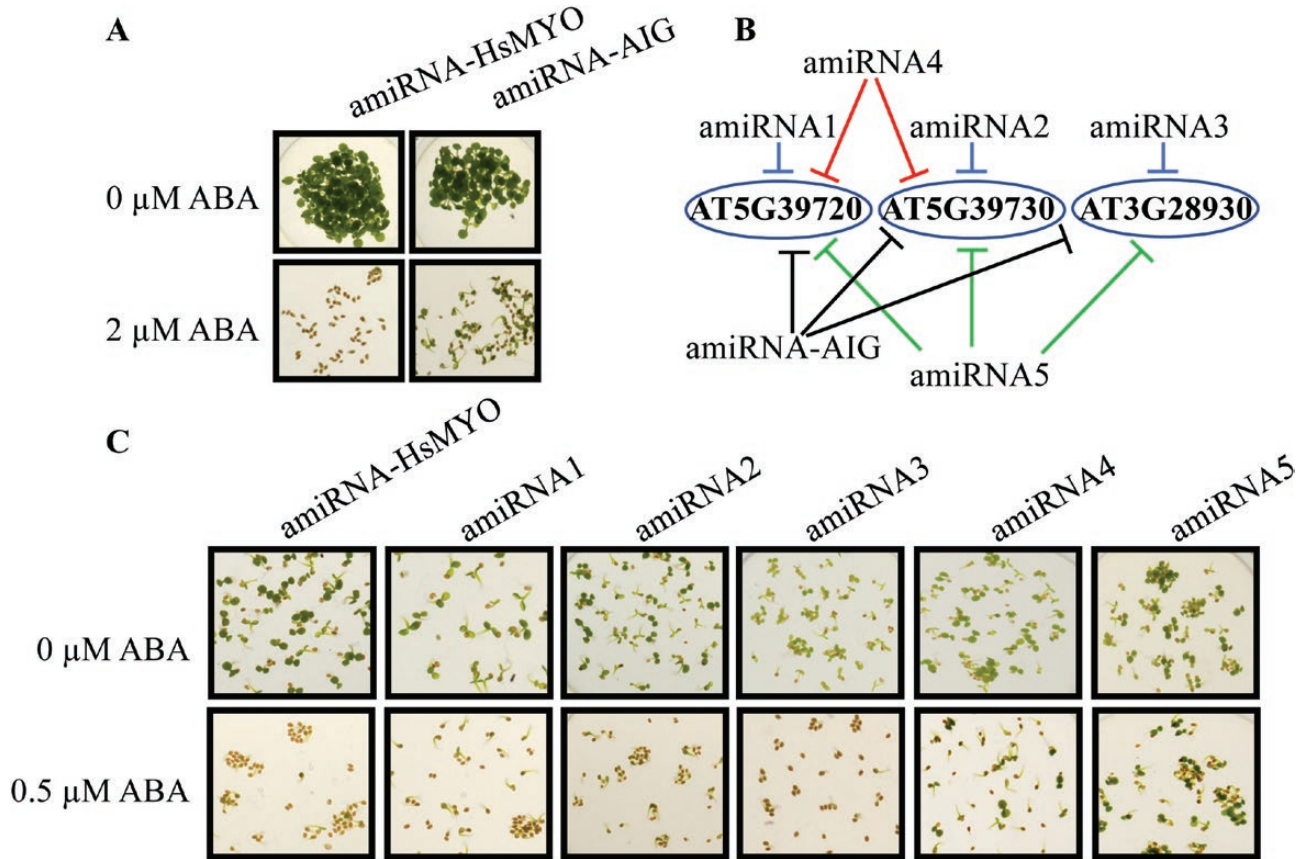 A
amiRNA-HsMYO
amiRNA-AIG
0 μM ABA
2 μM ABA
B
amiRNA4
amiRNA1
amiRNA2
amiRNA3
AT5G39720
AT5G39730
AT3G28930
amiRNA-AIG
amiRNA5
C
amiRNA-HsMYO
amiRNA1
amiRNA2
amiRNA3
amiRNA4
amiRNA5
0 μM ABA
0.5 μM ABA